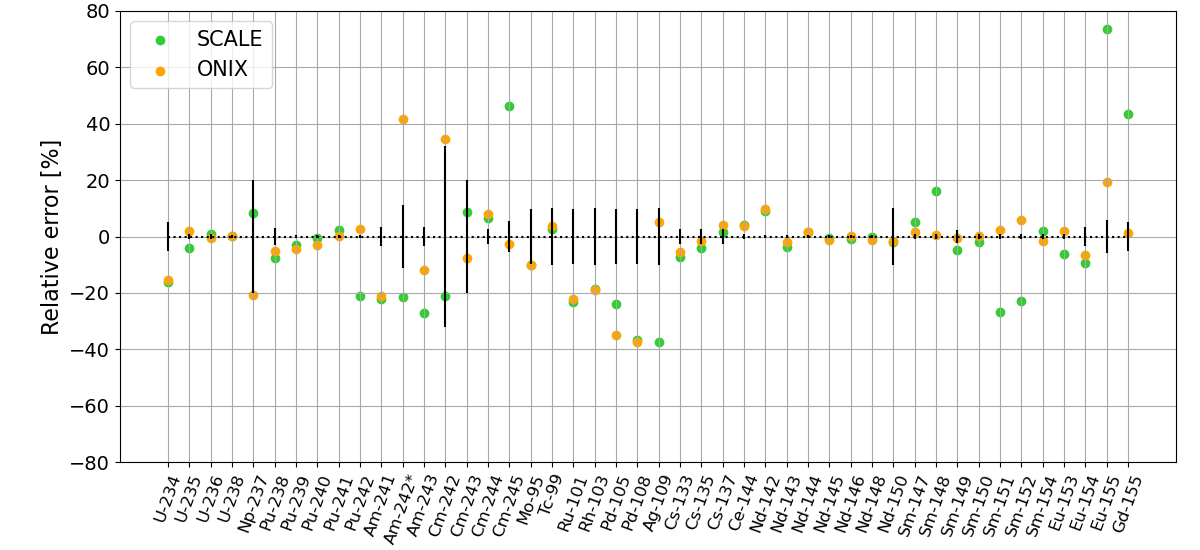 SCALE
ONIX
Relative error [%]
80
60
40
20
0
−20
−40
−60
−80
U-234
U-235
U-236
U-238
Np-237
Pu-238
Pu-239
Pu-240
Pu-241
Pu-242
Am-241
Am-242*
Am-243
Cm-242
Cm-243
Cm-244
Cm-245
Mo-95
Tc-99
Ru-101
Rh-103
Pd-105
Pd-108
Ag-109
Cs-133
Cs-135
Cs-137
Ce-144
Nd-142
Nd-143
Nd-144
Nd-145
Nd-146
Nd-148
Nd-150
Sm-147
Sm-148
Sm-149
Sm-150
Sm-151
Sm-152
Sm-154
Eu-153
Eu-154
Eu-155
Gd-155